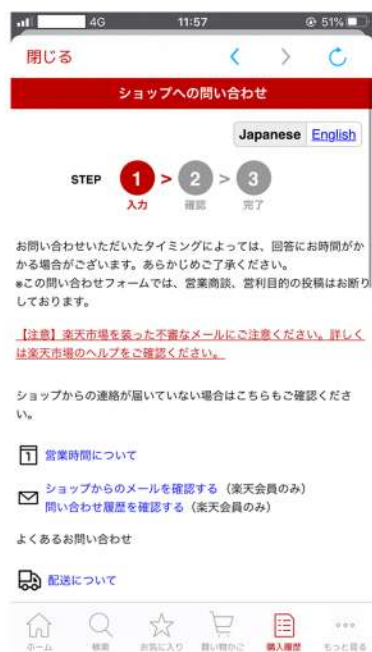 4G 11:57 51%
閉じる
ショップへの問い合わせ
Japanese English
STEP 1 > 2 > 3
入力 確認 完了
お問い合わせいただいたタイミングによっては、回答にお時間がか
かる場合がございます。あらかじめご了承ください。
※この問い合わせフォームでは、営業商談、営利目的の投稿はお断り
しております。
【注意】楽天市場を装った不審なメールにご注意ください。詳しく
は楽天市場のヘルプをご確認ください。
ショップからの連絡が届いていない場合はこちらもご確認くださ
い。
1 営業時間について
ショップからのメールを確認する（楽天会員のみ）
問い合わせ履歴を確認する（楽天会員のみ）
よくあるお問い合わせ
配送について
ホーム 検索 お気に入り 買い物かご 購入履歴 もっと見る